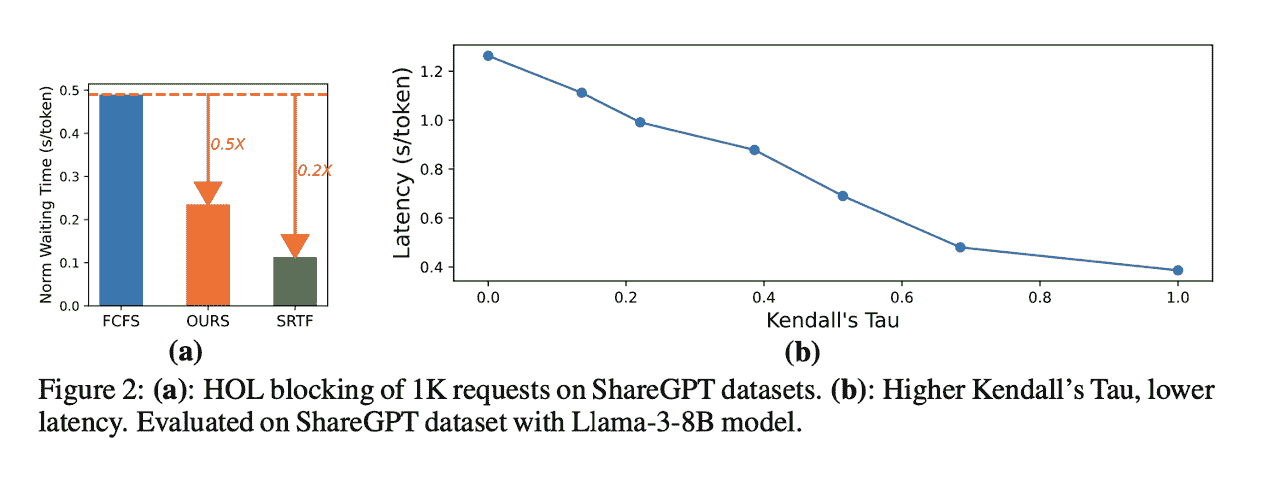 Norm Waiting Time (s/token)
0.5
0.4
0.3
0.2
0.1
0.0
0.5X
0.2X
FCFS OURS SRTF
(a)
Latency (s/token)
1.2
1.0
0.8
0.6
0.4
0.0 0.2 0.4 0.6 0.8 1.0
Kendall's Tau
(b)
Figure 2: (a): HOL blocking of 1K requests on ShareGPT datasets. (b): Higher Kendall’s Tau, lower
latency. Evaluated on ShareGPT dataset with Llama-3-8B model.